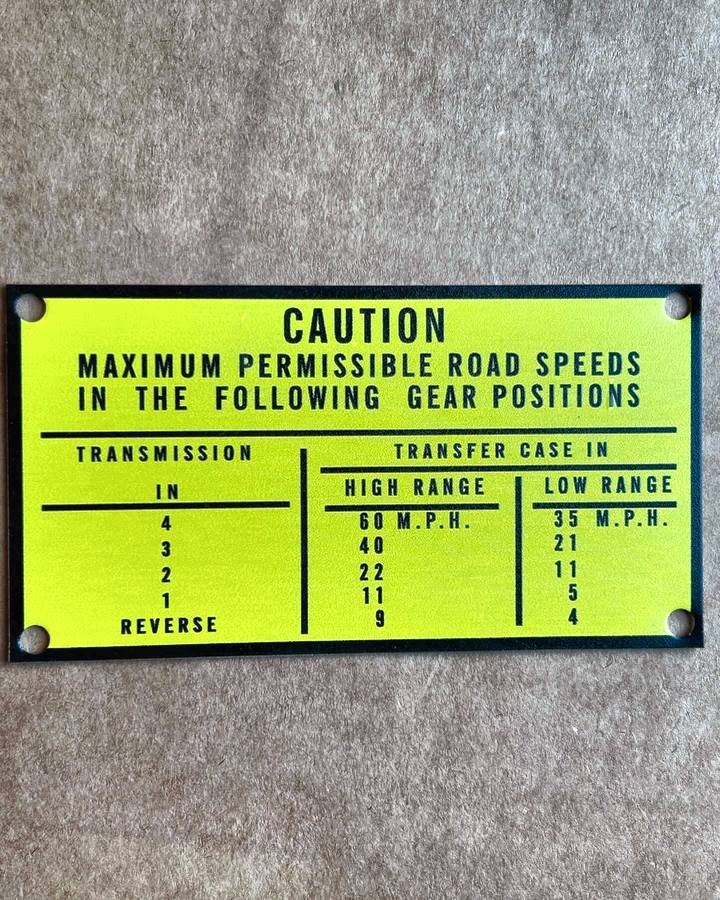 CAUTION
MAXIMUM PERMISSIBLE ROAD SPEEDS
IN THE FOLLOWING GEAR POSITIONS
TRANSMISSION TRANSFER CASE IN
IN HIGH RANGE LOW RANGE
4 60 M.P.H. 35 M.P.H.
3 40 21
2 22 11
1 11 5
REVERSE 9 4